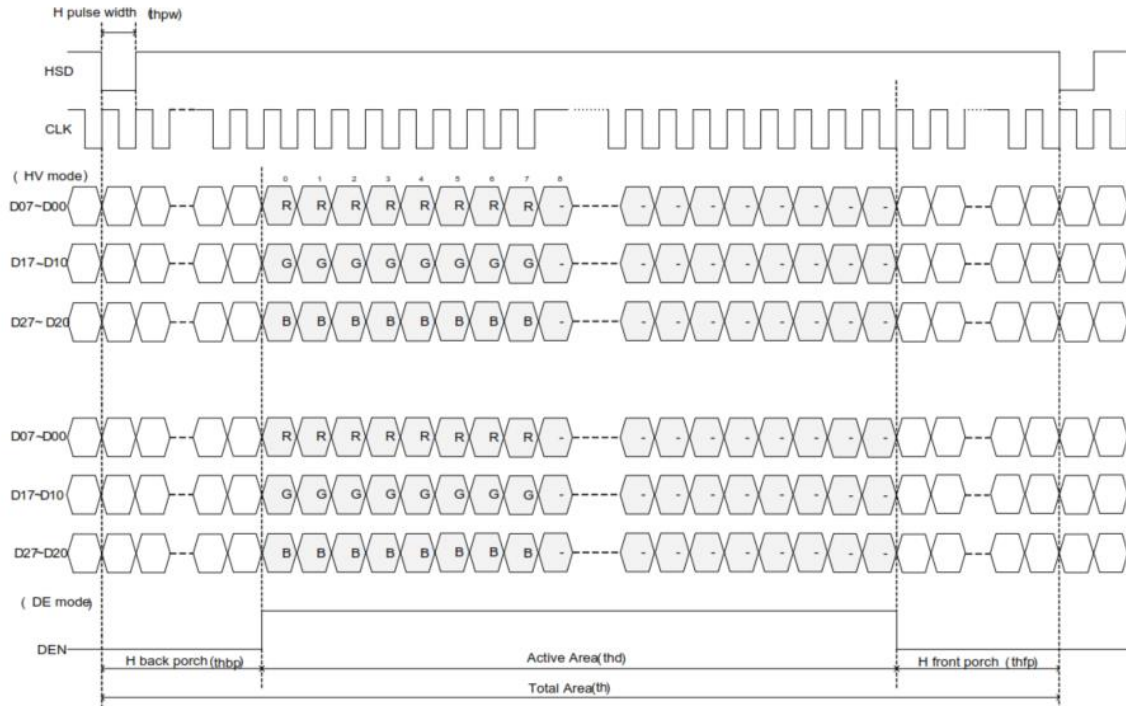 H pulse width (thpw)
HSD
CLK
( HV mode)
0 1 2 3 4 5 6 7 8
D07~D00 R R R R R R R R - - - - - - - - -
D17~D10 G G G G G G G G - - - - - - - - -
D27~D20 B B B B B B B B - - - - - - - - -
D07~D00 R R R R R R R R - - - - - - - - -
D17~D10 G G G G G G G G - - - - - - - - -
D27~D20 B B B B B B B B - - - - - - - - -
( DE mode)
DEN
H back porch (thbp) Active Area(thd) H front porch (thfp)
Total Area(th)